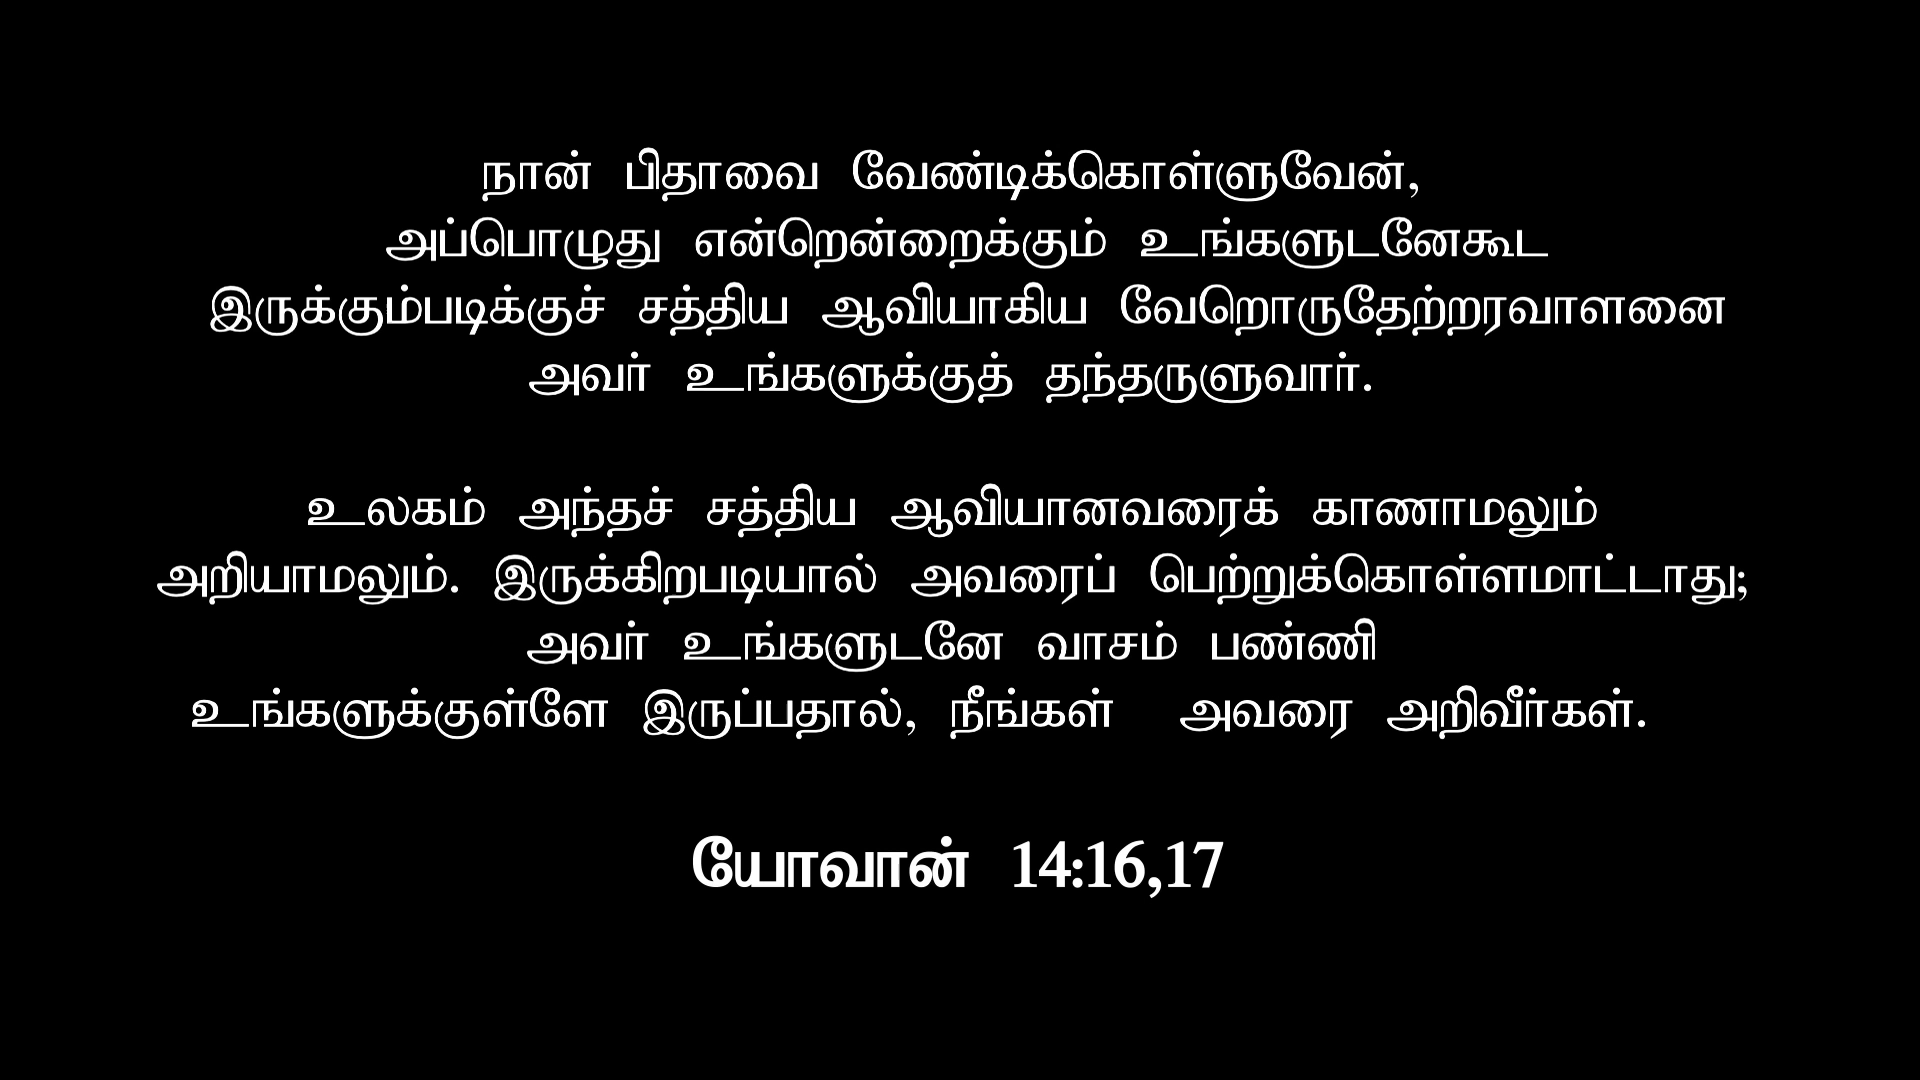 நான் பிதாவை வேண்டிக்கொள்ளுவேன்,
அப்பொழுது என்றென்றைக்கும் உங்களுடனேகூட
இருக்கும்படிக்குச் சத்திய ஆவியாகிய வேறொருதேற்றரவாளனை
அவர் உங்களுக்குத் தந்தருளுவார்.
உலகம் அந்தச் சத்திய ஆவியானவரைக் காணாமலும்
அறியாமலும். இருக்கிறபடியால் அவரைப் பெற்றுக்கொள்ளமாட்டாது;
அவர் உங்களுடனே வாசம் பண்ணி
உங்களுக்குள்ளே இருப்பதால், நீங்கள் அவரை அறிவீர்கள்.
யோவான் 14:16,17